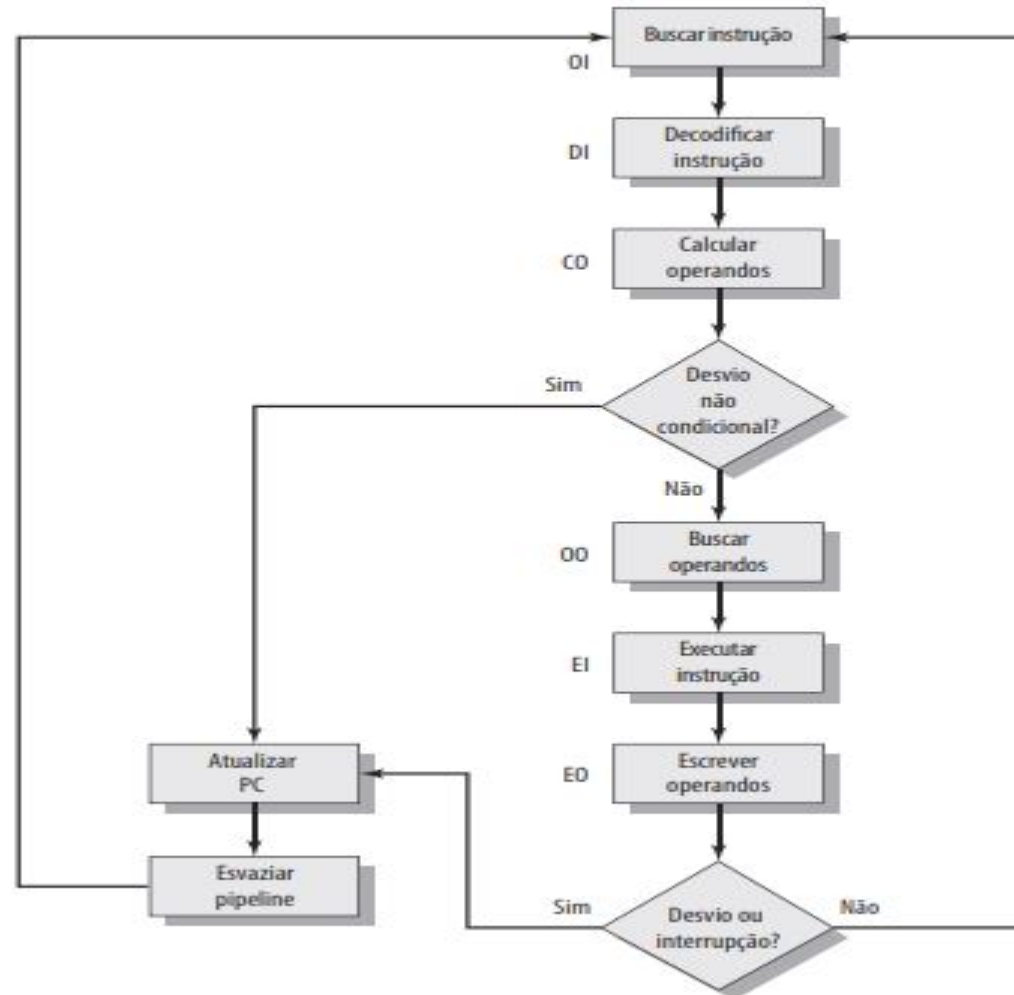 Buscar instrução
OI
Decodificar
instrução
DI
Calcular
operandos
CO
Desvio
não
condicional?
Sim
Não
Buscar
operandos
OO
Executar
instrução
EI
Escrever
operandos
EO
Atualizar
PC
Esvaziar
pipeline
Sim
Desvio ou
interrupção?
Não